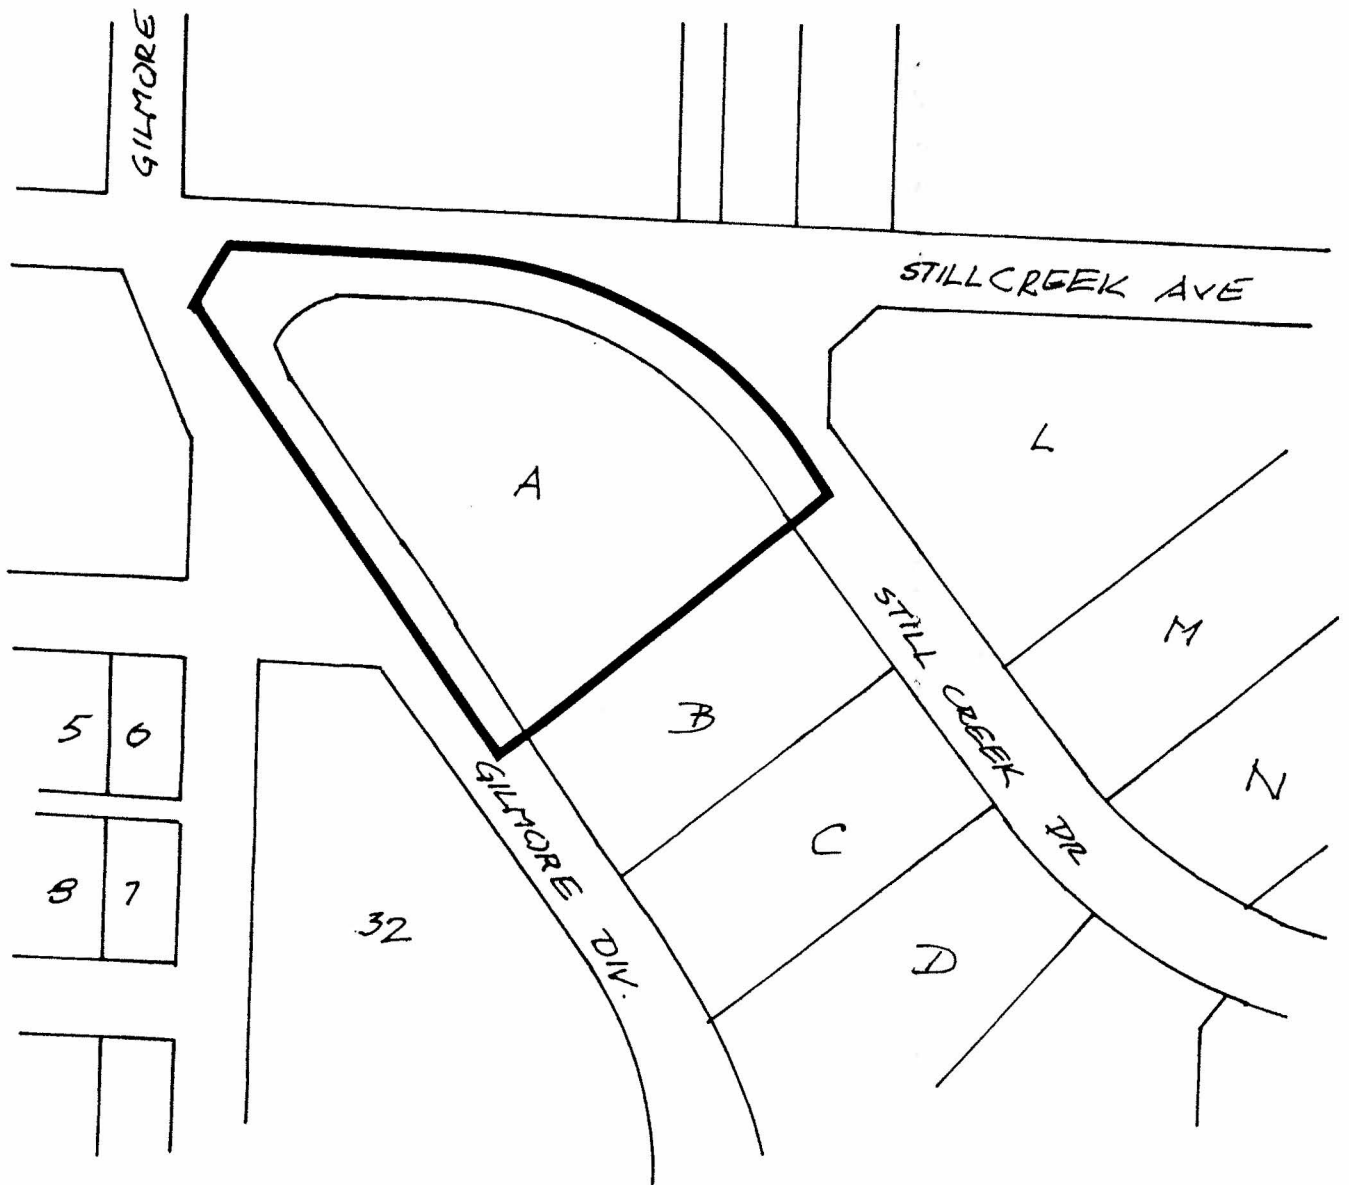 GILMORE
STILLCREEK AVE
L
A
STILL CREEK DR
M
B
5 6
GILMORE DIV.
N
C
8 7
32
D